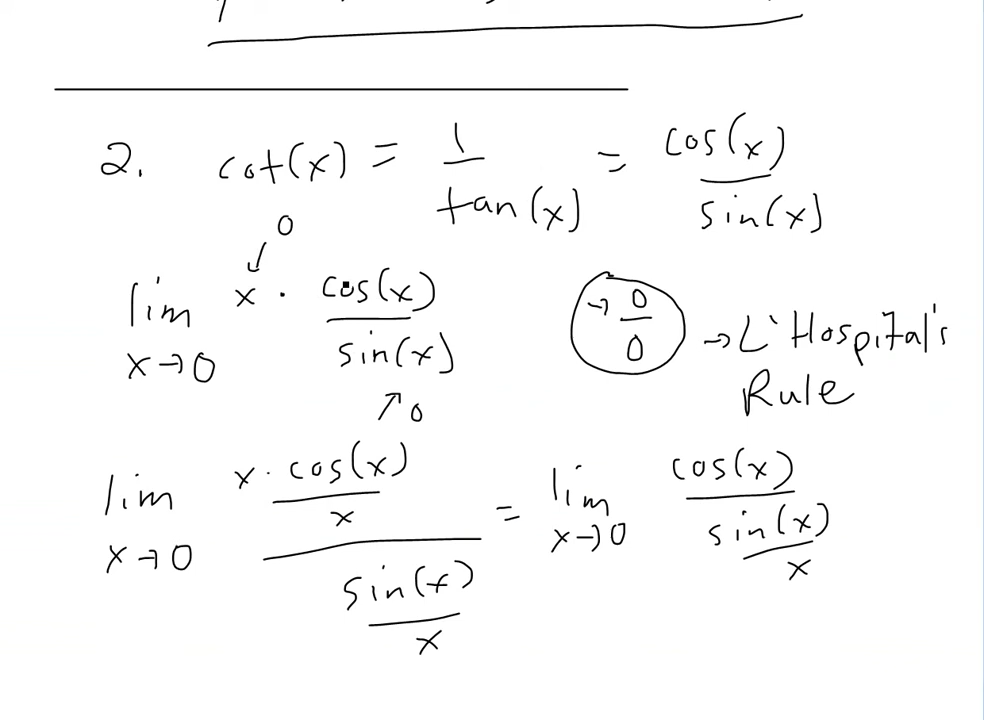 2. cot(x) = 1/tan(x) = cos(x)/sin(x)
0
lim x→0 x · cos(x)/sin(x)
→ 0/0 → L'Hospital's
Rule
↗ 0
lim x→0 (x · cos(x)/x)/(sin(x)/x) = lim x→0 cos(x)/(sin(x)/x)